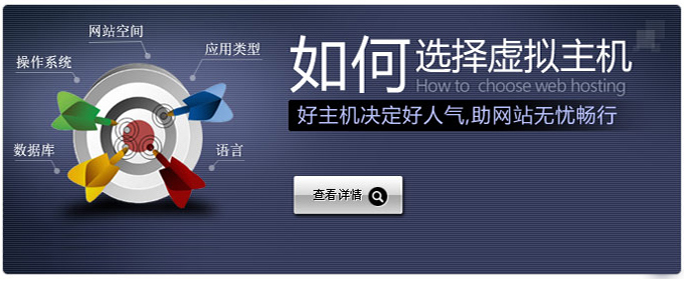 网站空间
应用类型
操作系统
数据库
语言
如何选择虚拟主机
How to choose web hosting
好主机决定好人气,助网站无忧畅行
查看详情